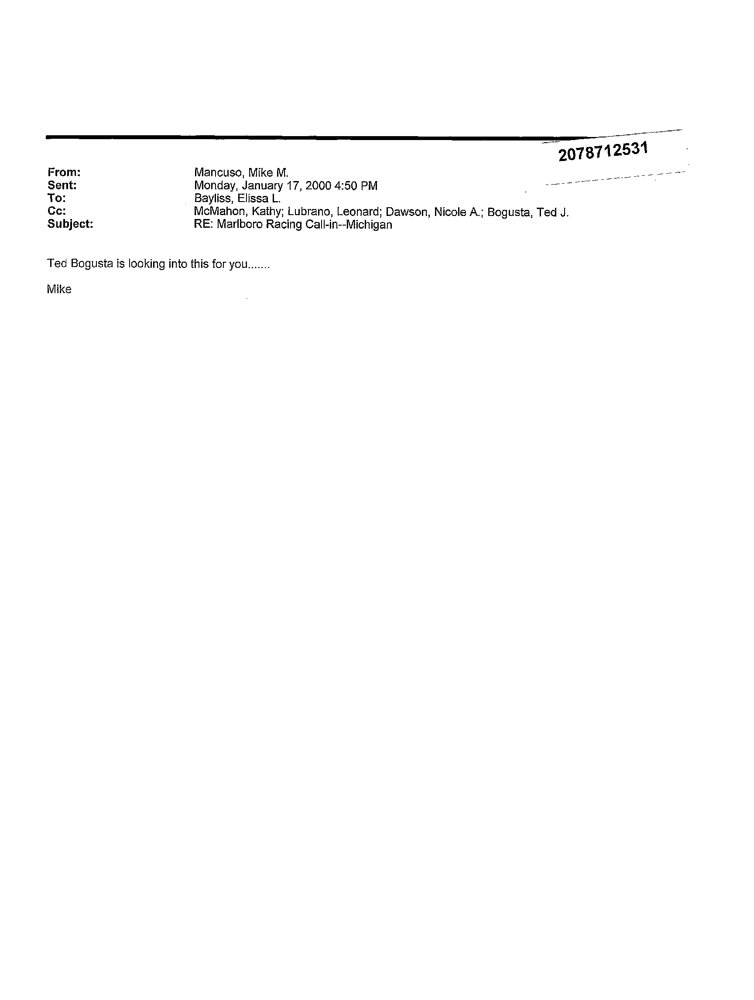 2078712531
From: Mancuso, Mike M.
Sent: Monday, January 17, 2000 4:50 PM
To: Bayliss, Elissa L.
Cc: McMahon, Kathy; Lubrano, Leonard; Dawson, Nicole A.; Bogusta, Ted J.
Subject: RE: Marlboro Racing Call-in--Michigan
Ted Bogusta is looking into this for you.......
Mike